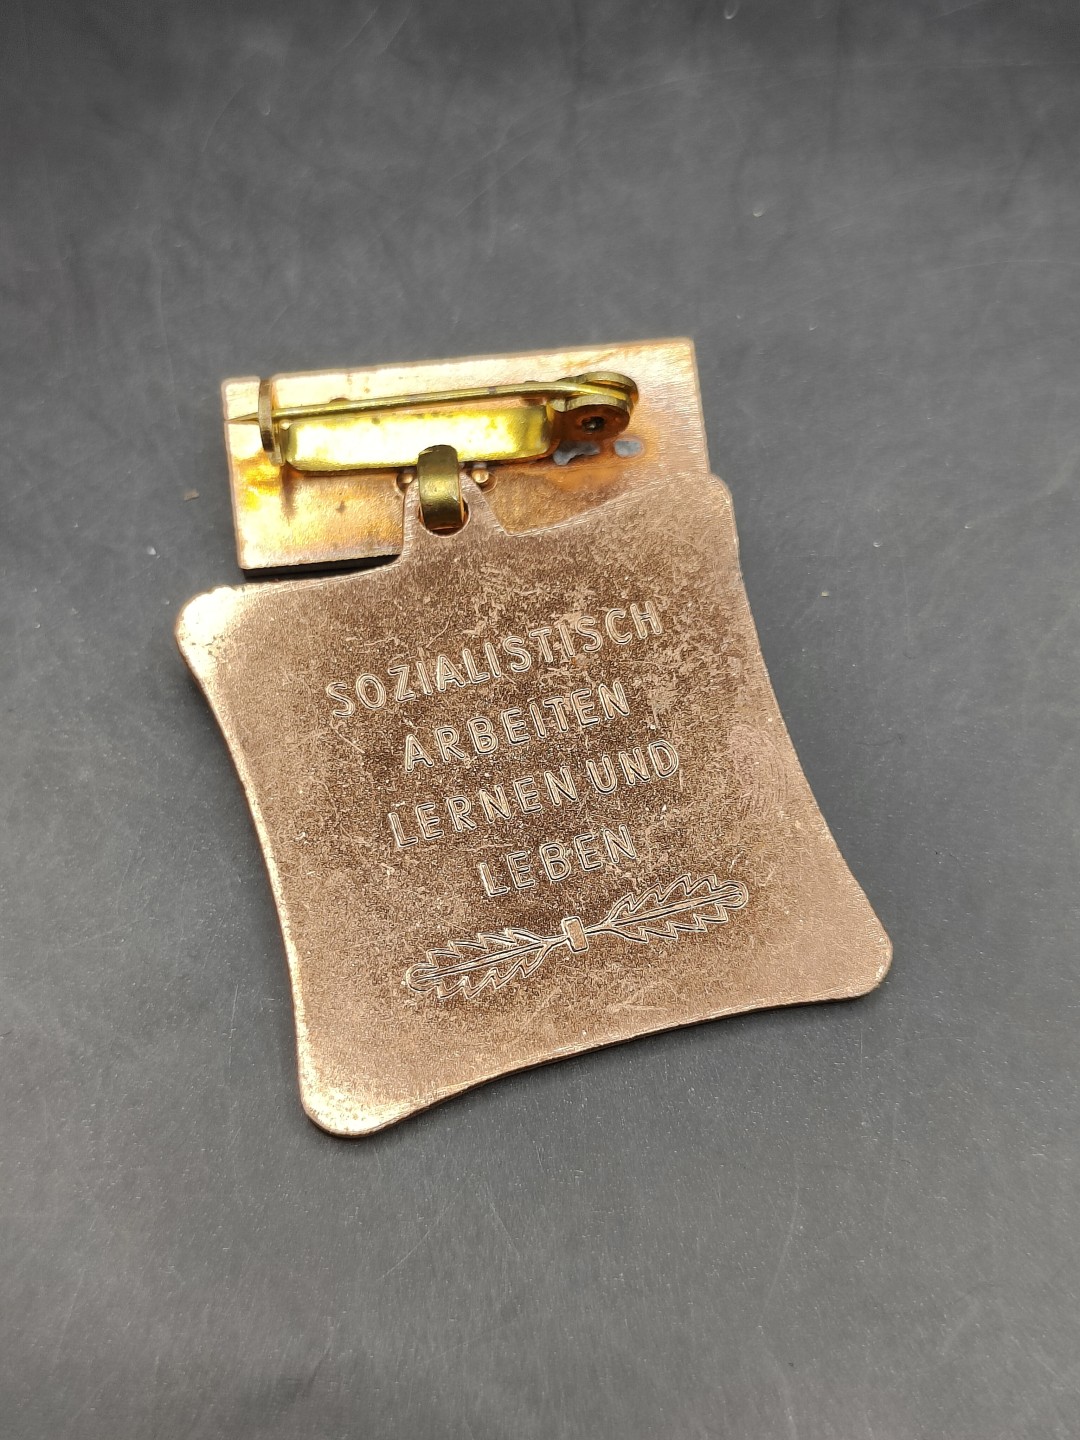 SOZIALISTISCH
ARBEITEN
LERNEN UND
LEBEN